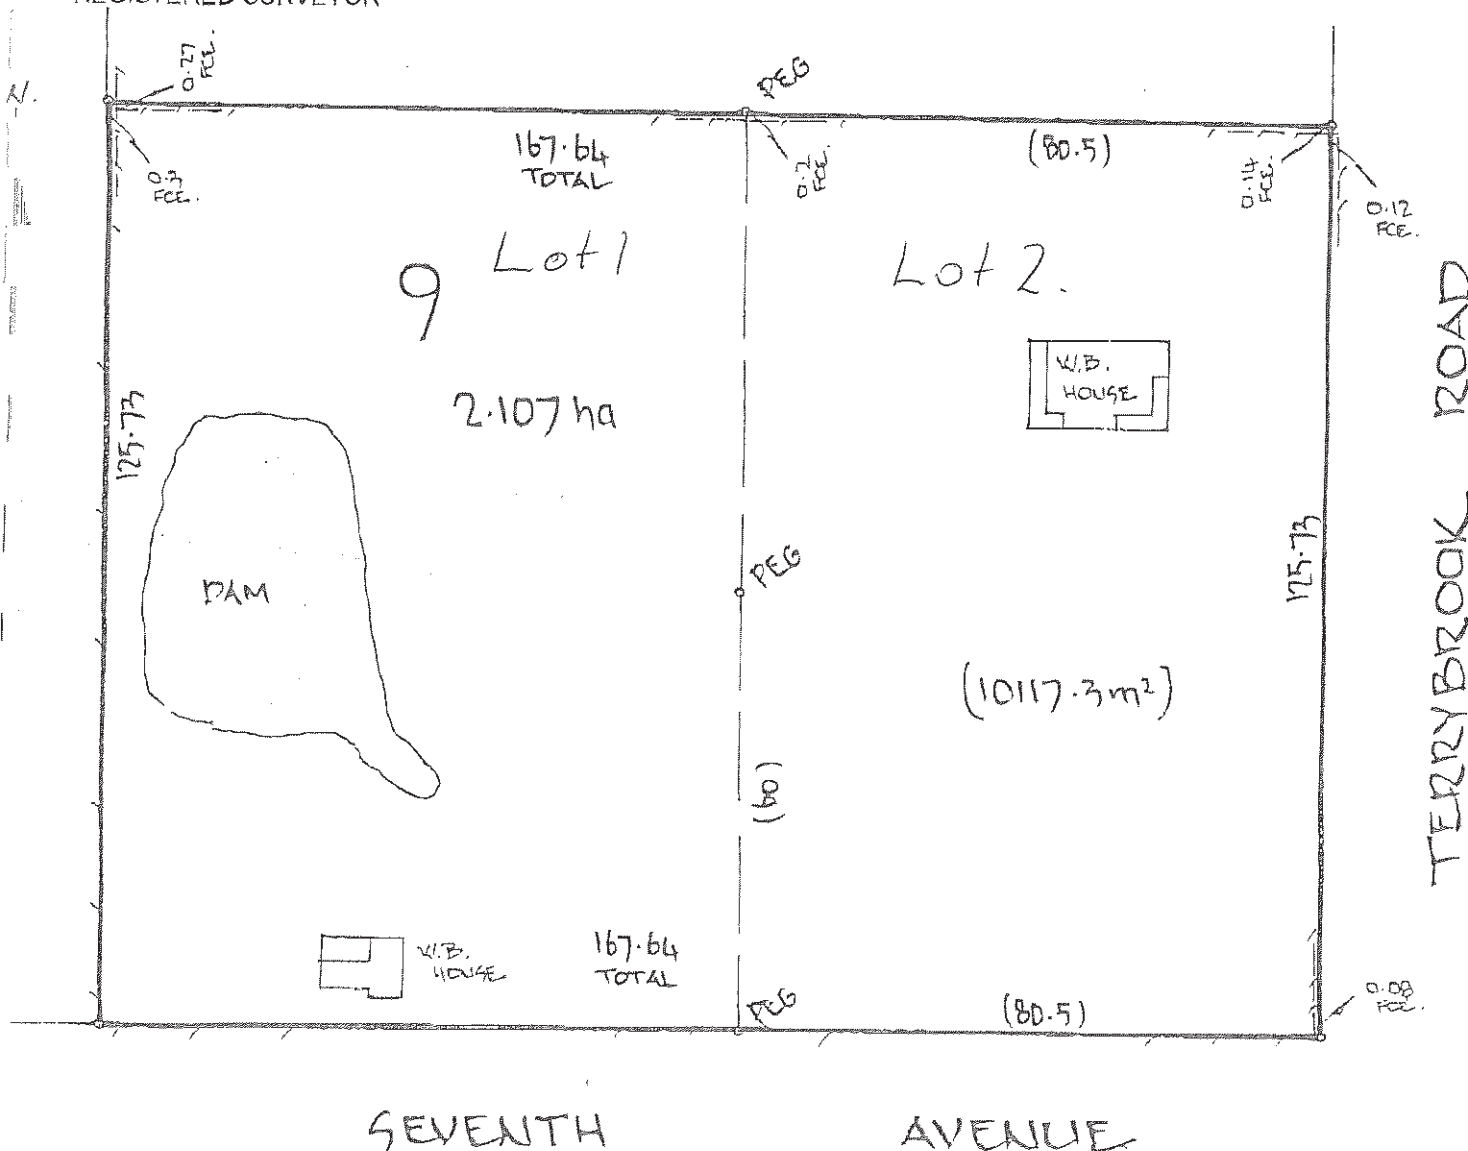 REGISTERED SURVEYOR
N.
0.27
FCE.
PEG
167.64
TOTAL
(80.5)
0.3
FCE.
0.2
FCE.
0.14
FCE.
0.12
FCE.
Lot 1
Lot 2.
9
W.B.
HOUSE
2.107 ha
125.73
PEG
125.73
DAM
TERRYBROOK ROAD
(10117.3m²)
(60)
W.B.
HOUSE
167.64
TOTAL
PEG
(80.5)
0.08
FCE.
SEVENTH AVENUE